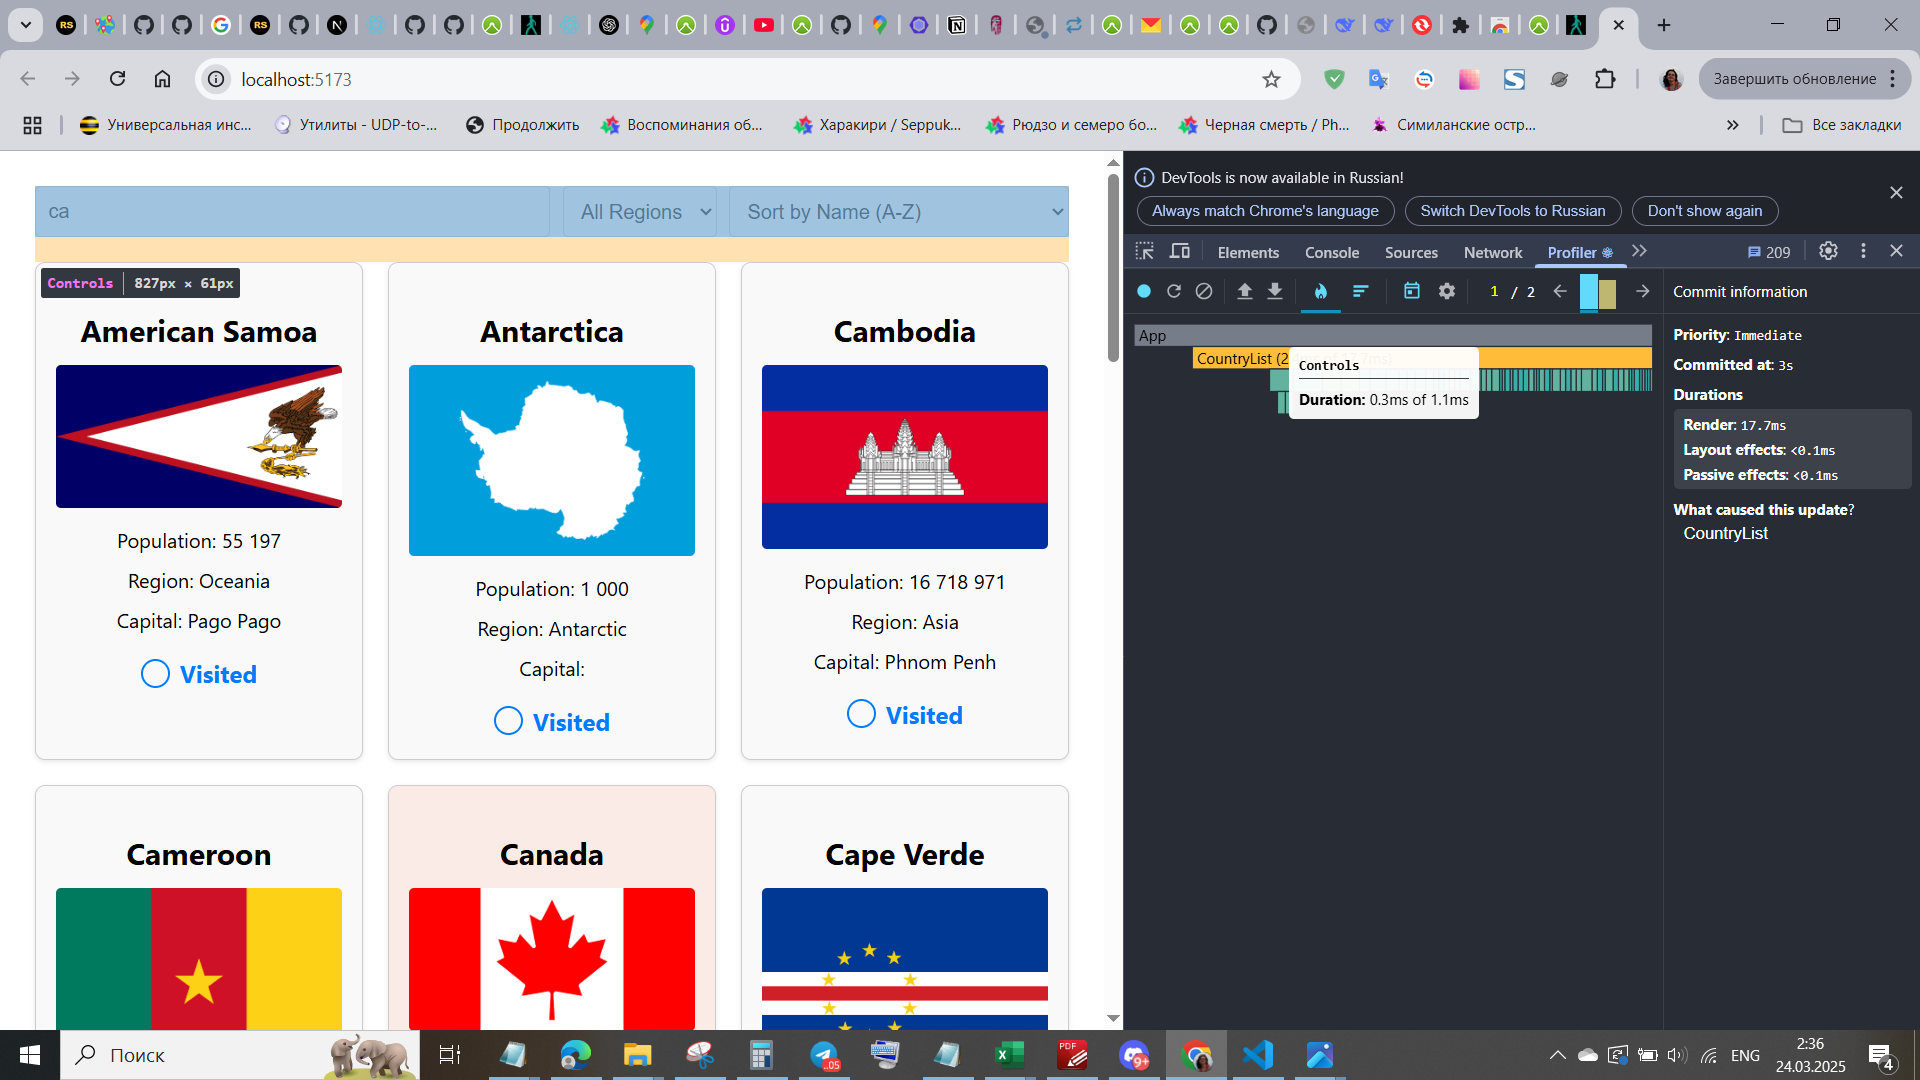 localhost:5173
Завершить обновление
Универсальная инс...
Утилиты - UDP-to-...
Продолжить
Воспоминания об...
Харакири / Seppuk...
Рюдзо и семеро бо...
Черная смерть / Ph...
Симиланские остр...
Все закладки
ca
All Regions
Sort by Name (A-Z)
Controls 827px × 61px
American Samoa
Population: 55 197
Region: Oceania
Capital: Pago Pago
Visited
Antarctica
Population: 1 000
Region: Antarctic
Capital:
Visited
Cambodia
Population: 16 718 971
Region: Asia
Capital: Phnom Penh
Visited
Cameroon
Canada
Cape Verde
DevTools is now available in Russian!
Always match Chrome's language
Switch DevTools to Russian
Don't show again
Elements
Console
Sources
Network
Profiler
209
1 / 2
App
CountryList (2
Controls
Duration: 0.3ms of 1.1ms
Commit information
Priority: Immediate
Committed at: 3s
Durations
Render: 17.7ms
Layout effects: <0.1ms
Passive effects: <0.1ms
What caused this update?
CountryList
Поиск
ENG
2:36
24.03.2025
4